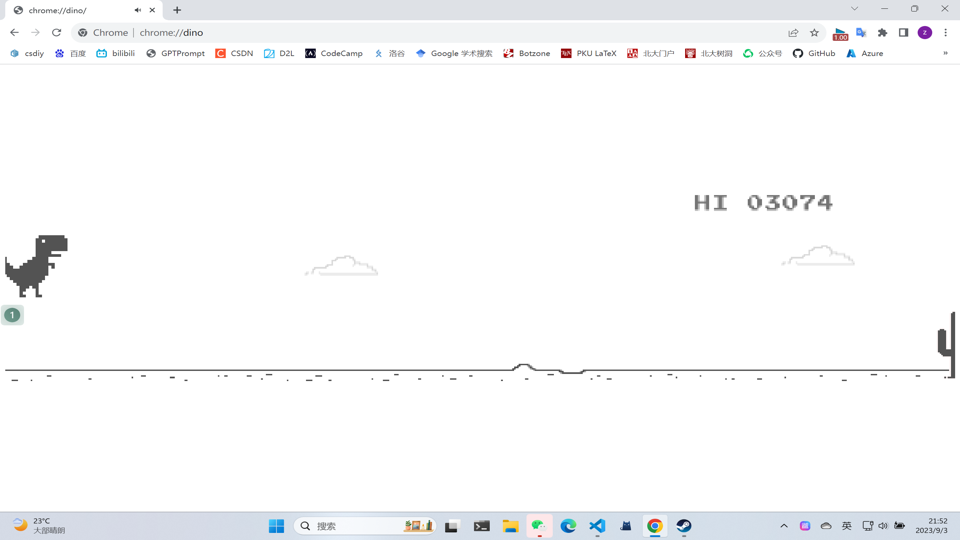 chrome://dino/
Chrome | chrome://dino
1.00
z
csdiy 百度 bilibili GPTPrompt CSDN D2L CodeCamp 洛谷 Google 学术搜索 Botzone PKU LaTeX 北大门户 北大树洞 公众号 GitHub Azure »
HI 03074
1
23°C
大部晴朗
搜索
英
21:52
2023/9/3